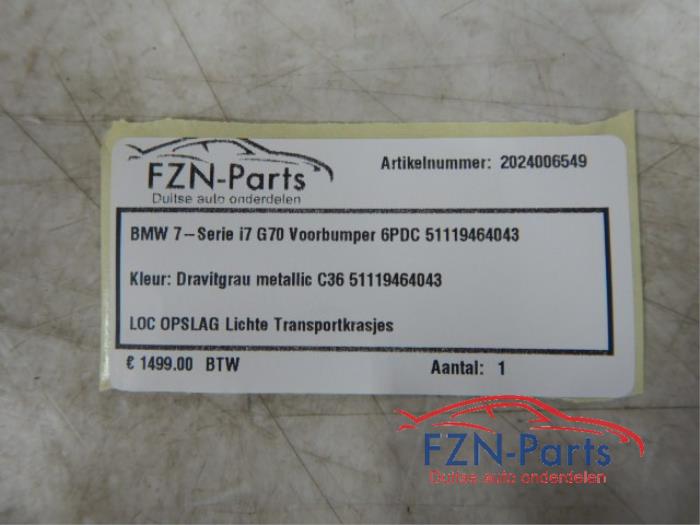 FZN-Parts
Duitse auto onderdelen
Artikelnummer: 2024006549
BMW 7-Serie i7 G70 Voorbumper 6PDC 51119464043
Kleur: Dravitgrau metallic C36 51119464043
LOC OPSLAG Lichte Transportkrasjes
€ 1499.00 BTW
Aantal: 1
FZN-Parts
Duitse auto onderdelen